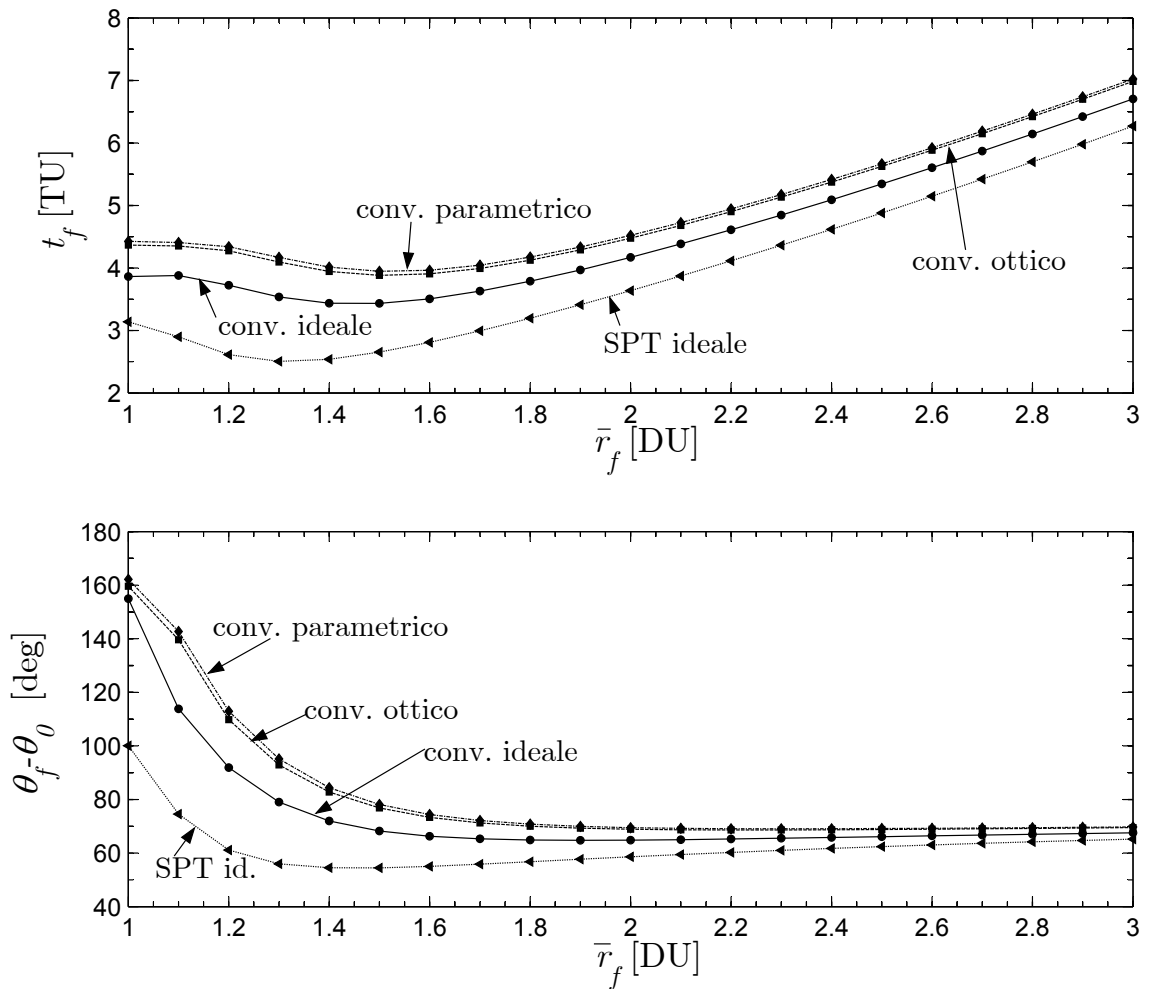 8
7
6
5
4
3
2
t_f [TU]
conv. parametrico
conv. ottico
conv. ideale
SPT ideale
1 1.2 1.4 1.6 1.8 2 2.2 2.4 2.6 2.8 3
r̄_f [DU]
180
160
140
120
100
80
60
40
θ_f-θ_0 [deg]
conv. parametrico
conv. ottico
conv. ideale
SPT id.
1 1.2 1.4 1.6 1.8 2 2.2 2.4 2.6 2.8 3
r̄_f [DU]